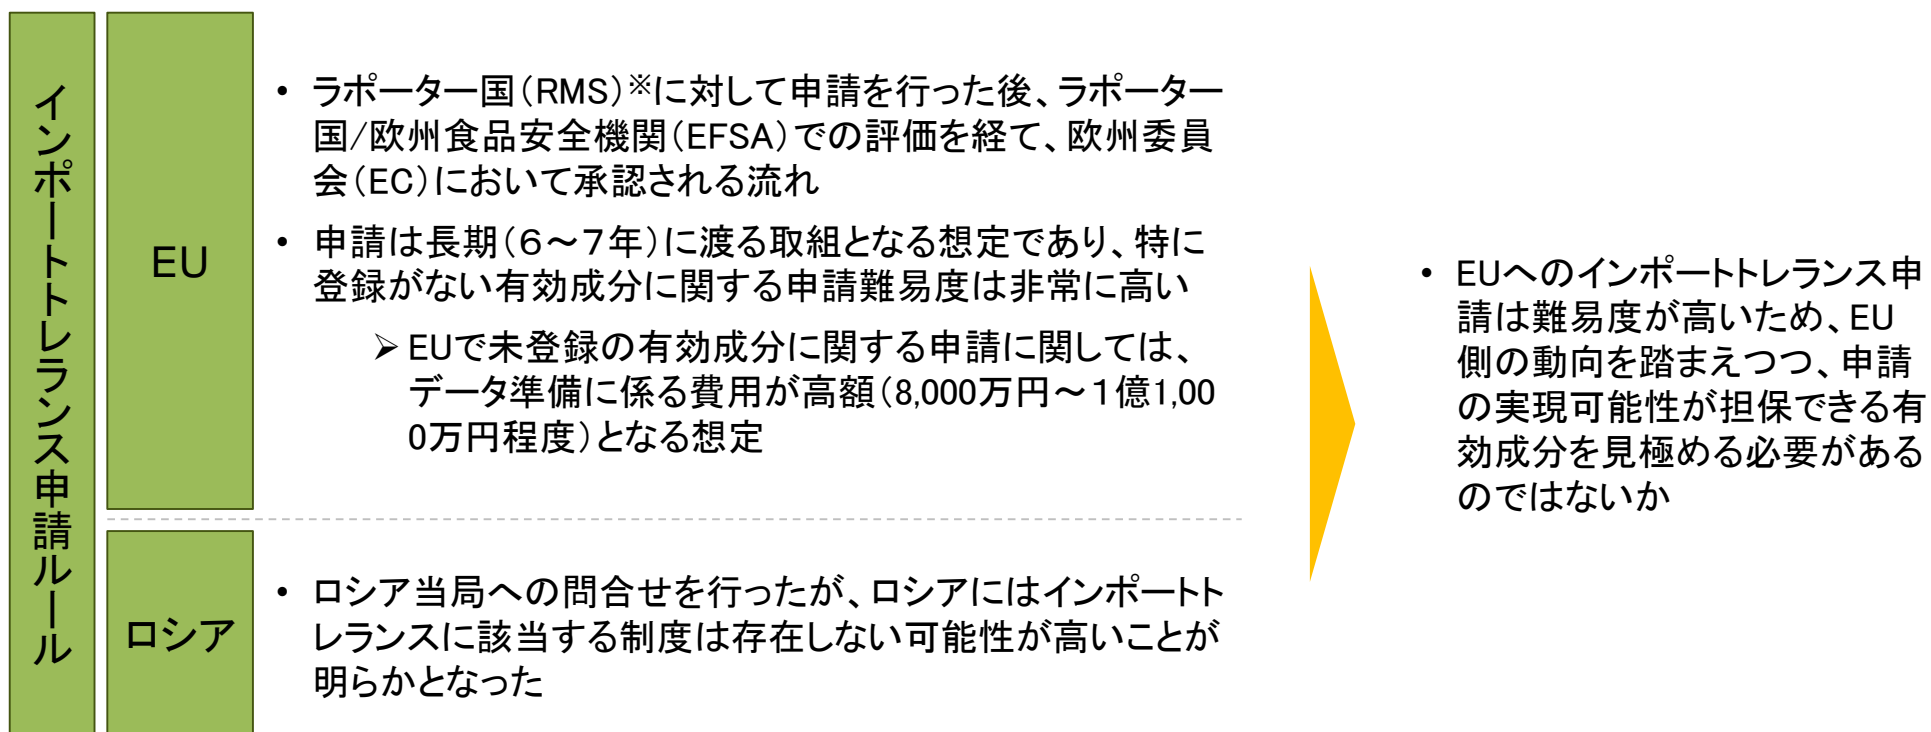 インポートトレランス申請ルール
EU
• ラポーター国（RMS）※に対して申請を行った後、ラポーター
国/欧州食品安全機関（EFSA）での評価を経て、欧州委員
会（EC）において承認される流れ
• 申請は長期（６～７年）に渡る取組となる想定であり、特に
登録がない有効成分に関する申請難易度は非常に高い
➢ EUで未登録の有効成分に関する申請に関しては、
データ準備に係る費用が高額（8,000万円～１億1,00
0万円程度）となる想定
ロシア
• ロシア当局への問合せを行ったが、ロシアにはインポートト
レランスに該当する制度は存在しない可能性が高いことが
明らかとなった
• EUへのインポートトレランス申
請は難易度が高いため、EU
側の動向を踏まえつつ、申請
の実現可能性が担保できる有
効成分を見極める必要がある
のではないか